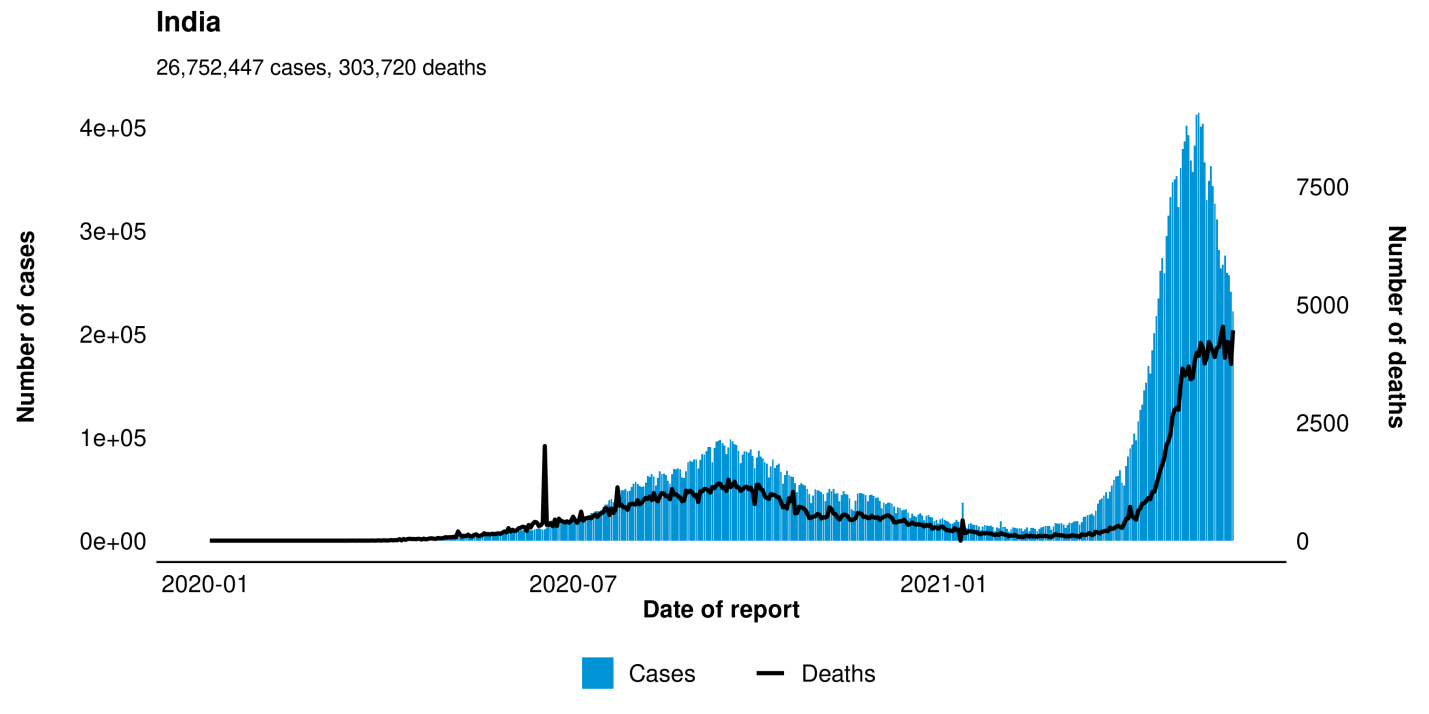 India
26,752,447 cases, 303,720 deaths
4e+05
3e+05
2e+05
1e+05
0e+00
Number of cases
7500
5000
2500
0
Number of deaths
2020-01
2020-07
2021-01
Date of report
Cases
Deaths